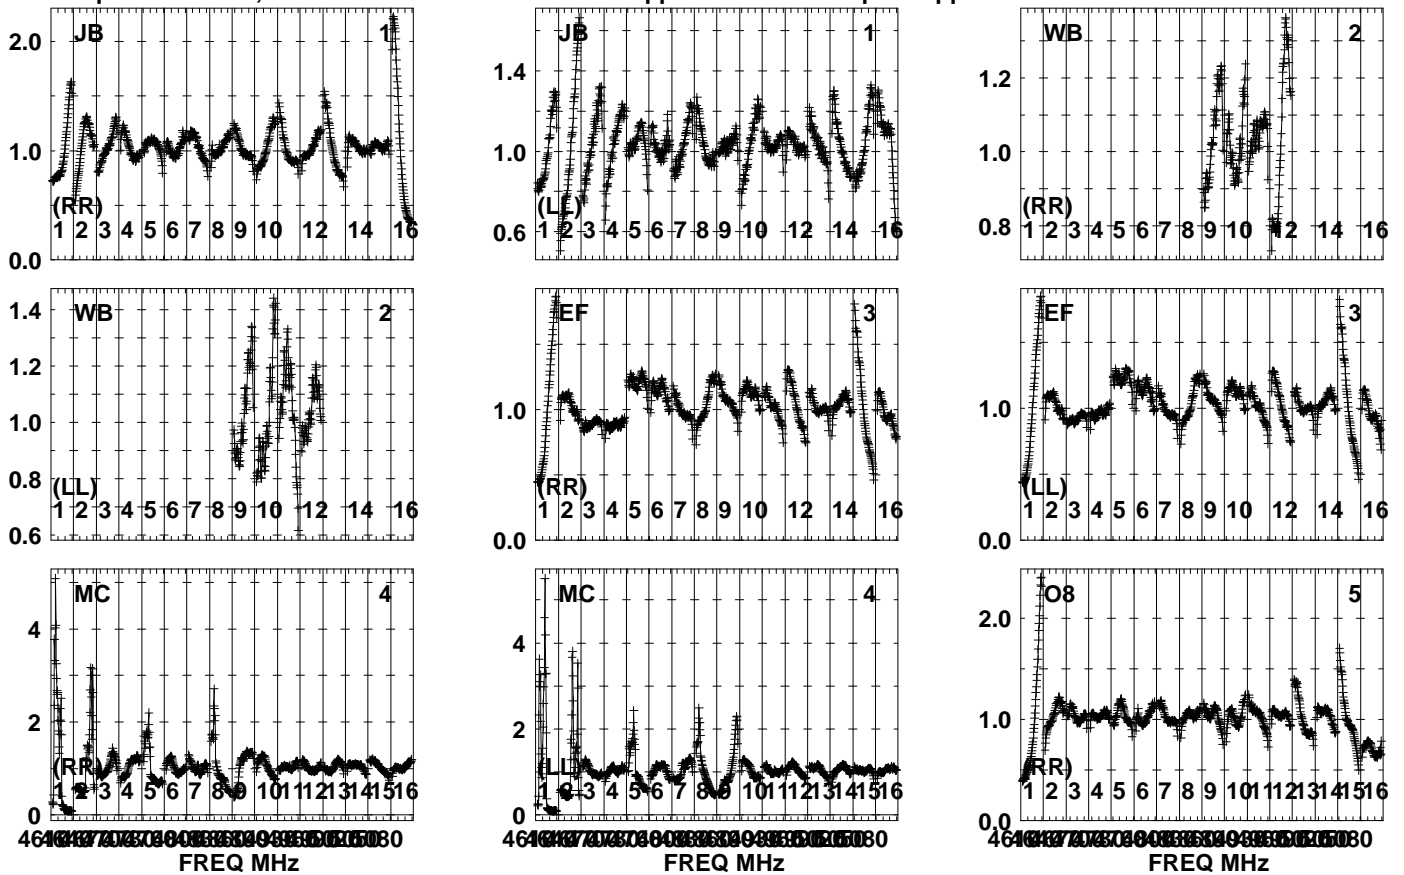 JB 1
2.0
1.0
(RR)
1 2 3 4 5 6 7 8 9 10 12 14 16
0.0
JB 1
1.4
1.0
(LL)
0.6
1 2 3 4 5 6 7 8 9 10 12 14 16
WB 2
1.2
1.0
(RR)
0.8
1 2 3 4 5 6 7 8 9 10 12 14 16
WB 2
1.4
1.2
1.0
0.8
(LL)
1 2 3 4 5 6 7 8 9 10 12 14 16
0.6
EF 3
1.0
(RR)
1 2 3 4 5 6 7 8 9 10 12 14 16
0.0
EF 3
1.0
(LL)
1 2 3 4 5 6 7 8 9 10 12 14 16
0.0
MC 4
4
2
(RR)
1 2 3 4 5 6 7 8 9 10 11 12 13 14 15 16
0
FREQ MHz
MC 4
4
2
(LL)
1 2 3 4 5 6 7 8 9 10 11 12 13 14 15 16
0
FREQ MHz
O8 5
2.0
1.0
(RR)
1 2 3 4 5 6 7 8 9 10 11 12 13 14 15 16
0.0
FREQ MHz